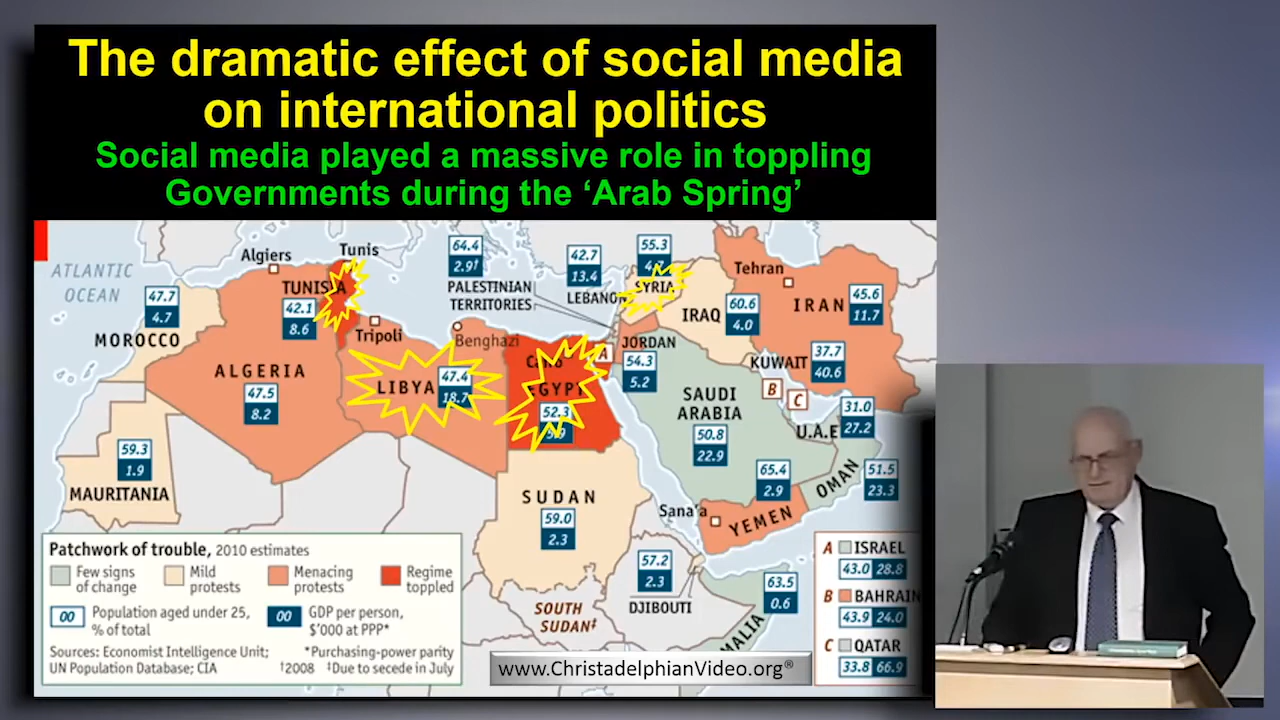 The dramatic effect of social media
on international politics
Social media played a massive role in toppling
Governments during the ‘Arab Spring’
ATLANTIC
OCEAN
Algiers
Tunis
TUNISIA
42.1
8.6
47.7
4.7
MOROCCO
ALGERIA
47.5
8.2
59.3
1.9
MAURITANIA
Tripoli
Benghazi
LIBYA
47.4
18.7
64.4
2.9†
PALESTINIAN
TERRITORIES
42.7
13.4
LEBANON
55.3
SYRIA
Cairo
EGYPT
52.3
A
JORDAN
54.3
5.2
IRAQ
60.6
4.0
Tehran
IRAN
45.6
11.7
KUWAIT
37.7
40.6
B
C
SAUDI
ARABIA
50.8
22.9
U.A.E
31.0
27.2
OMAN
51.5
23.3
65.4
2.9
Sana'a
YEMEN
SUDAN
59.0
2.3
SOUTH
SUDAN‡
57.2
2.3
DJIBOUTI
63.5
0.6
MALIA
Patchwork of trouble, 2010 estimates
Few signs
of change
Mild
protests
Menacing
protests
Regime
toppled
00 Population aged under 25,
% of total
00 GDP per person,
$'000 at PPP*
Sources: Economist Intelligence Unit;
UN Population Database; CIA
*Purchasing-power parity
†2008 ‡Due to secede in July
A ISRAEL
43.0 28.8
B BAHRAIN
43.9 24.0
C QATAR
33.8 66.9
www.ChristadelphianVideo.org®